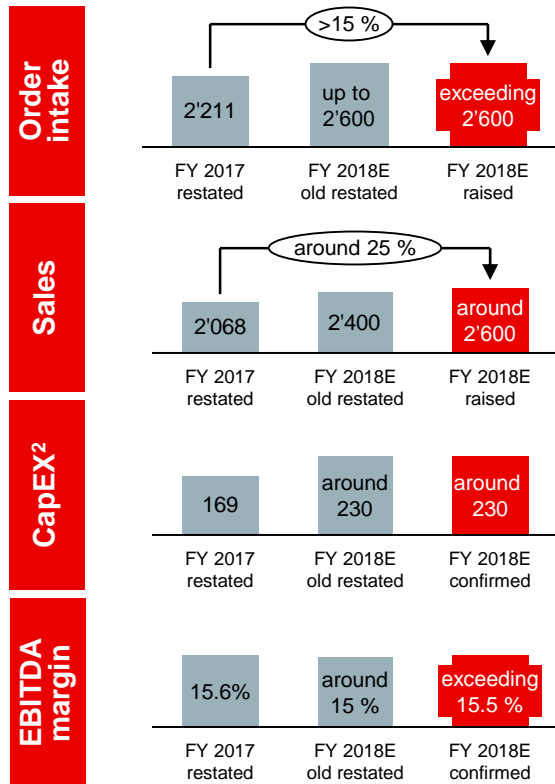 Order
intake
>15 %
2'211
up to
2'600
exceeding
2'600
FY 2017
restated
FY 2018E
old restated
FY 2018E
raised
Sales
around 25 %
2'068
2'400
around
2’600
FY 2017
restated
FY 2018E
old restated
FY 2018E
raised
CapEX²
169
around
230
around
230
FY 2017
restated
FY 2018E
old restated
FY 2018E
confirmed
EBITDA
margin
15.6%
around
15 %
exceeding
15.5 %
FY 2017
restated
FY 2018E
old restated
FY 2018E
confirmed